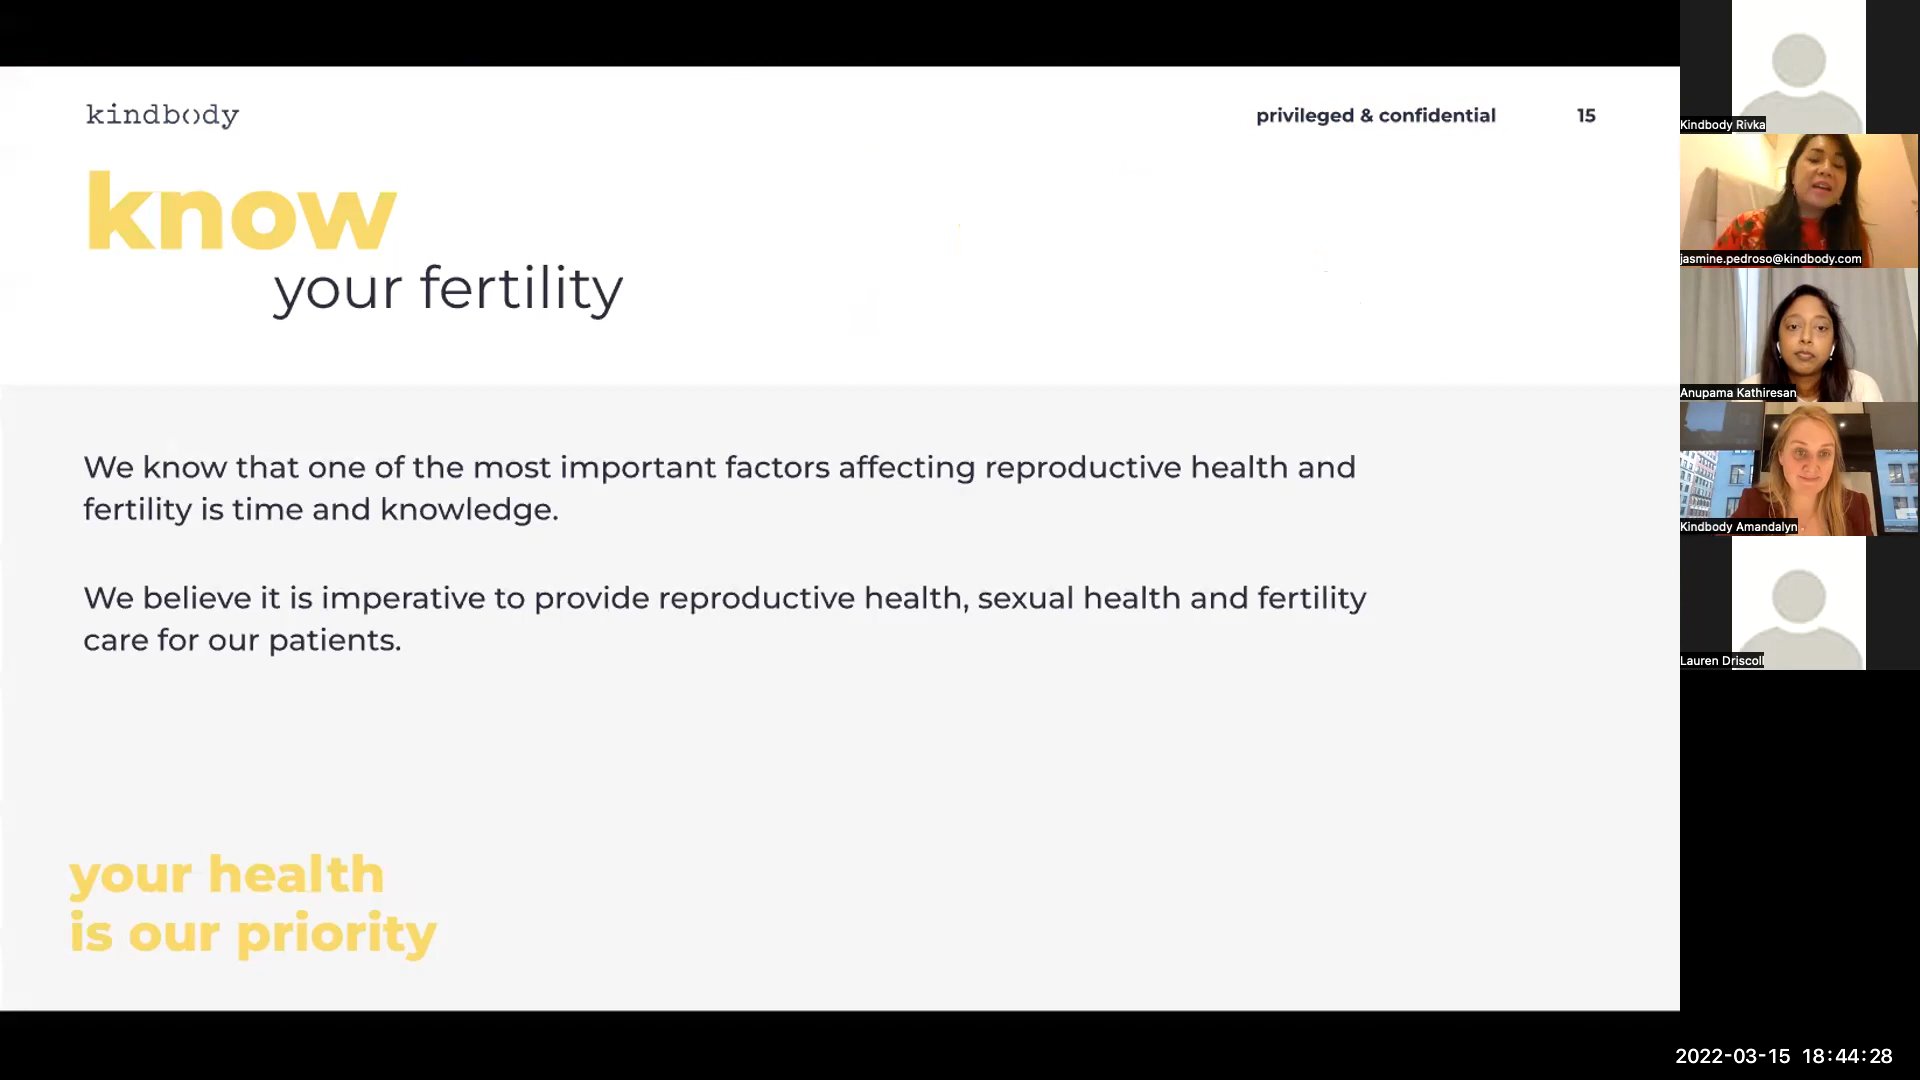 kindbody
privileged & confidential 15
know
your fertility
We know that one of the most important factors affecting reproductive health and
fertility is time and knowledge.
We believe it is imperative to provide reproductive health, sexual health and fertility
care for our patients.
your health
is our priority
Kindbody Rivka
jasmine.pedroso@kindbody.com
Anupama Kathiresan
Kindbody Amandalyn
Lauren Driscoll
2022-03-15 18:44:28